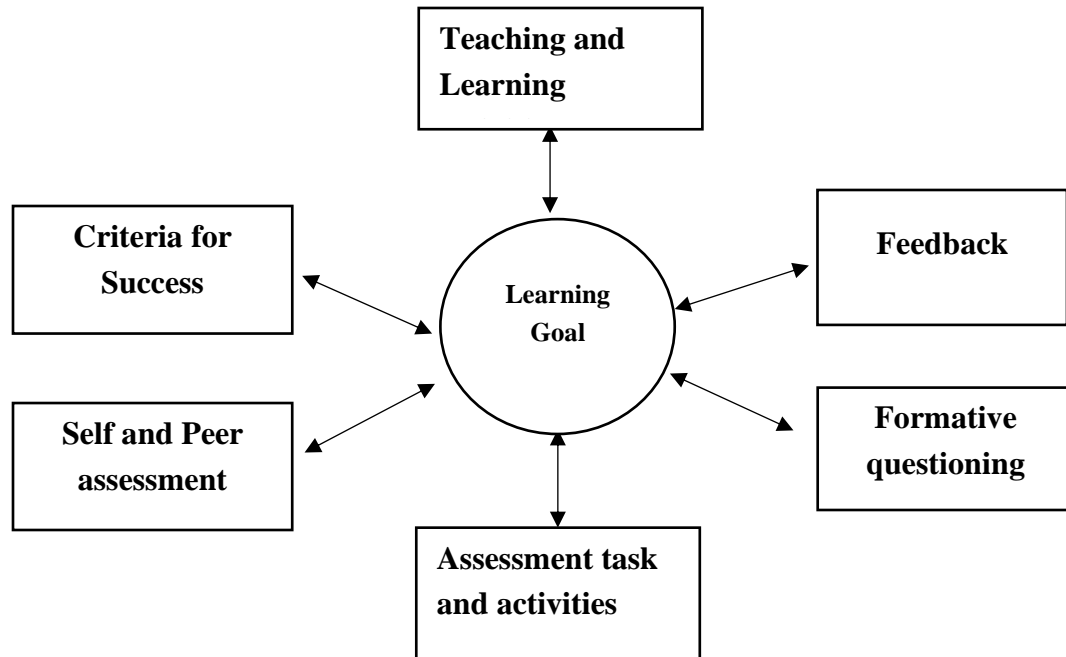 Teaching and
Learning
Criteria for
Success
Feedback
Learning
Goal
Self and Peer
assessment
Formative
questioning
Assessment task
and activities